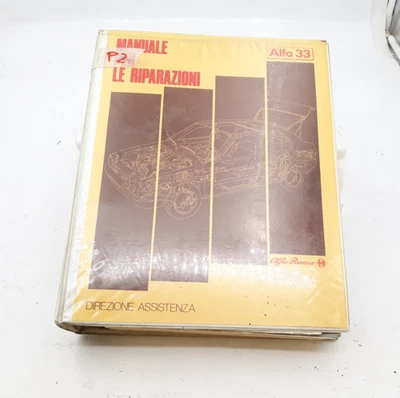 MANUALE
P2
LE RIPARAZIONI
Alfa 33
Alfa Romeo
DIREZIONE ASSISTENZA